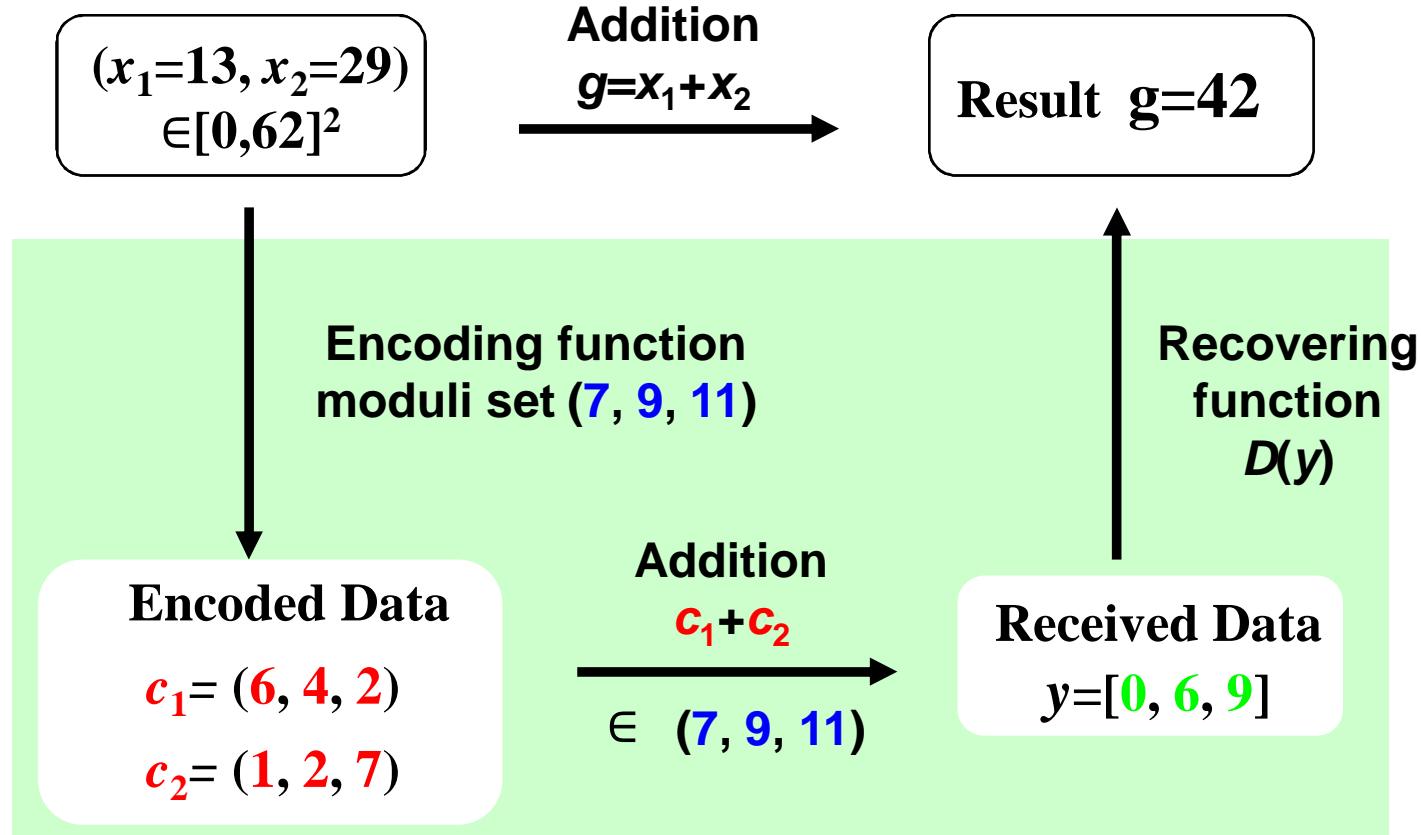 (x₁=13, x₂=29)
∈[0,62]²
Addition
g=x₁+x₂
Result g=42
Encoding function
moduli set (7, 9, 11)
Recovering
function
D(y)
Encoded Data
c₁= (6, 4, 2)
c₂= (1, 2, 7)
Addition
c₁+c₂
∈ (7, 9, 11)
Received Data
y=[0, 6, 9]